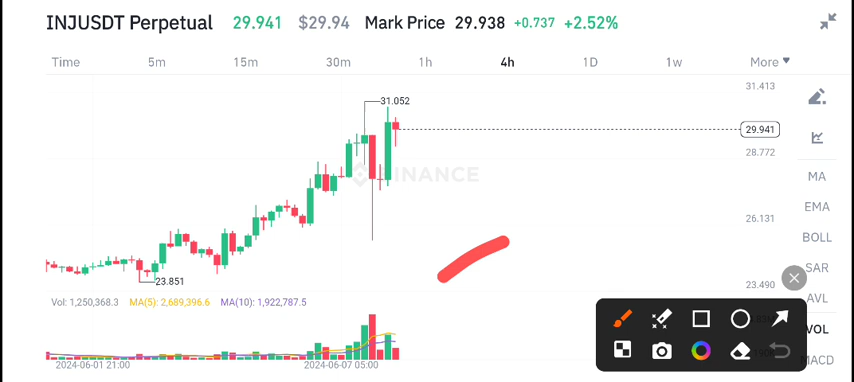 INJUSDT Perpetual 29.941 $29.94 Mark Price 29.938 +0.737 +2.52%
Time 5m 15m 30m 1h 4h 1D 1w More
31.413
31.052
29.941
28.772
BINANCE
MA
EMA
26.131
BOLL
SAR
23.851
23.490
AVL
Vol: 1,250,368.3 MA(5): 2,689,396.6 MA(10): 1,922,787.5
VOL
MACD
2024-06-01 21:00 2024-06-07 05:00